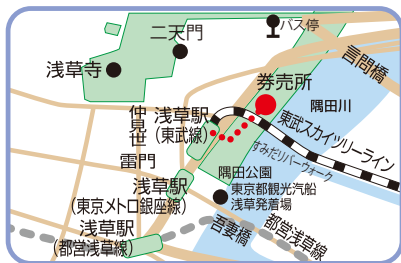 二天門
バス停
言問橋
浅草寺
券売所
隅田川
仲見世
浅草駅
(東武線)
東武スカイツリーライン
すみだリバーウォーク
雷門
隅田公園
浅草駅
(東京メトロ銀座線)
東京都観光汽船
浅草発着場
浅草駅
(都営浅草線)
吾妻橋
都営浅草線